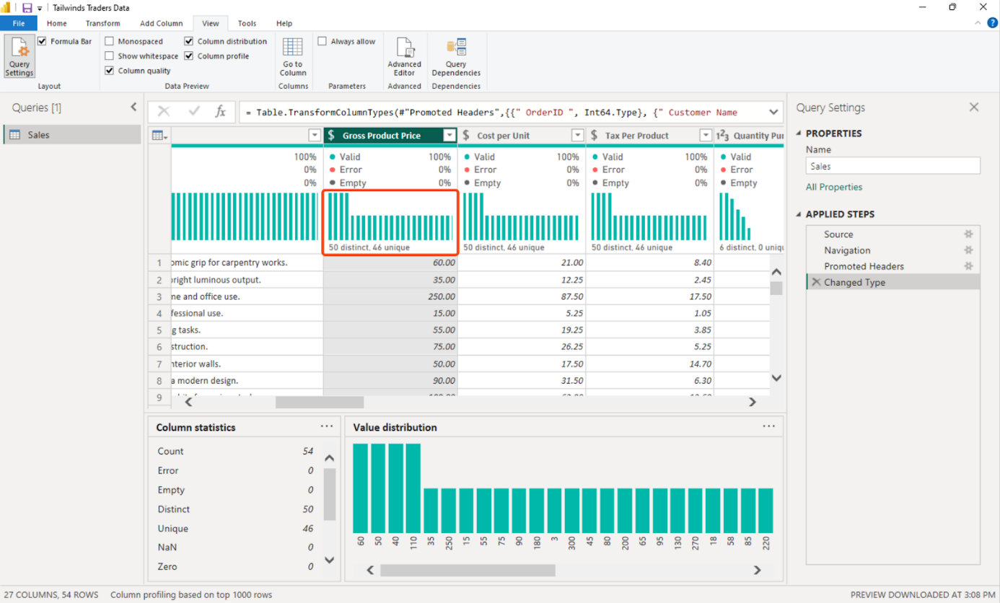 Tailwinds Traders Data
File Home Transform Add Column View Tools Help
Query Settings
Formula Bar
Layout
Monospaced
Show whitespace
Column quality
Column distribution
Column profile
Data Preview
Go to Column
Columns
Always allow
Parameters
Advanced Editor
Advanced
Query Dependencies
Dependencies
Queries [1]
Sales
fx
= Table.TransformColumnTypes(#"Promoted Headers",{{" OrderID ", Int64.Type}, {" Customer Name
$ Gross Product Price $ Cost per Unit $ Tax Per Product 123 Quantity Pur
100% Valid 100% Valid 100% Valid 100% Valid
0% Error 0% Error 0% Error 0% Error
0% Empty 0% Empty 0% Empty 0% Empty
50 distinct, 46 unique 50 distinct, 46 unique 50 distinct, 46 unique 6 distinct, 0 uniqu
1 omic grip for carpentry works. 60.00 21.00 8.40
2 right luminous output. 35.00 12.25 2.45
3 ne and office use. 250.00 87.50 17.50
4 fessional use. 15.00 5.25 1.05
5 g tasks. 55.00 19.25 3.85
6 struction. 75.00 26.25 5.25
7 nterior walls. 50.00 17.50 14.70
8 a modern design. 90.00 31.50 6.30
9
Column statistics
Count 54
Error 0
Empty 0
Distinct 50
Unique 46
NaN 0
Zero 0
Value distribution
60 50 40 110 35 250 15 55 75 90 180 3 300 45 80 200 65 95 130 270 18 58 85 220
Query Settings
PROPERTIES
Name
Sales
All Properties
APPLIED STEPS
Source
Navigation
Promoted Headers
Changed Type
27 COLUMNS, 54 ROWS Column profiling based on top 1000 rows
PREVIEW DOWNLOADED AT 3:08 PM